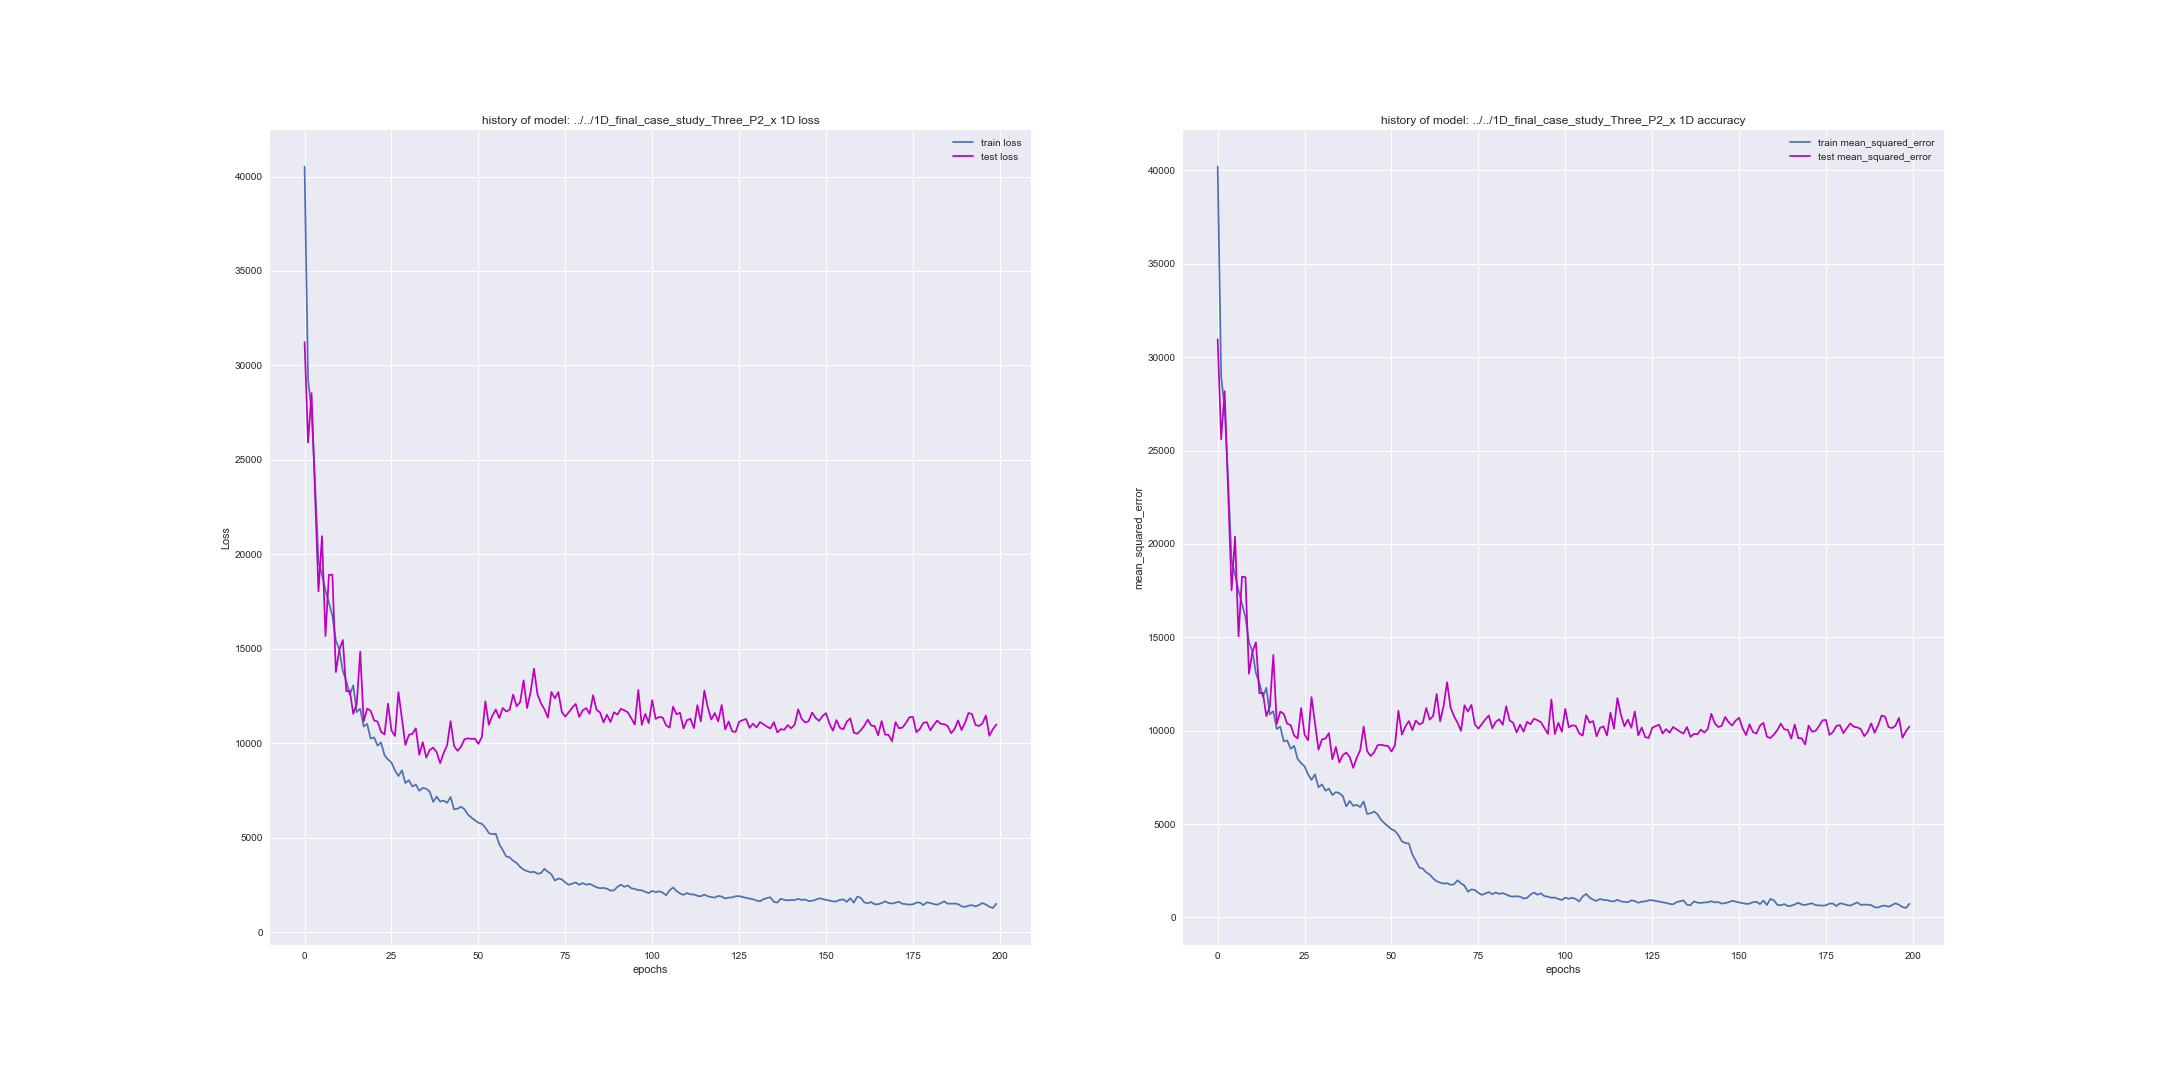 history of model: ../../1D_final_case_study_Three_P2_x 1D loss
train loss
test loss
40000
35000
30000
25000
20000
15000
10000
5000
0
Loss
0 25 50 75 100 125 150 175 200
epochs
history of model: ../../1D_final_case_study_Three_P2_x 1D accuracy
train mean_squared_error
test mean_squared_error
40000
35000
30000
25000
20000
15000
10000
5000
0
mean_squared_error
0 25 50 75 100 125 150 175 200
epochs